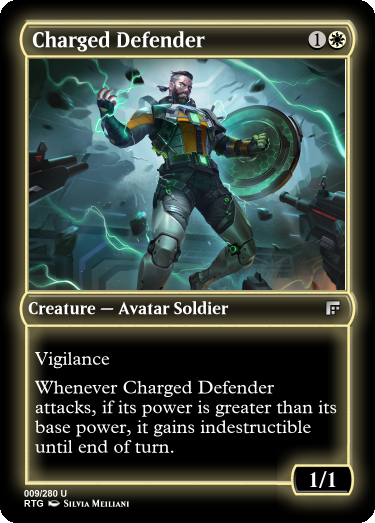 Charged Defender 1
Creature — Avatar Soldier
Vigilance
Whenever Charged Defender
attacks, if its power is greater than its
base power, it gains indestructible
until end of turn.
1/1
009/280 U
RTG Silvia Meiliani